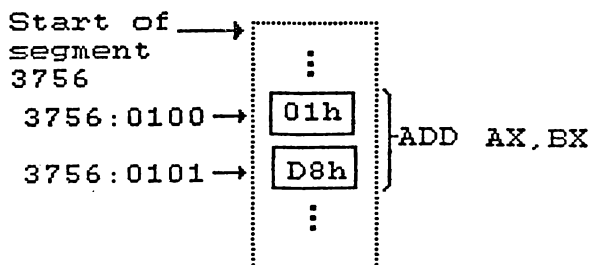 Start of
segment
3756
3756:0100
01h
ADD AX,BX
3756:0101
D8h